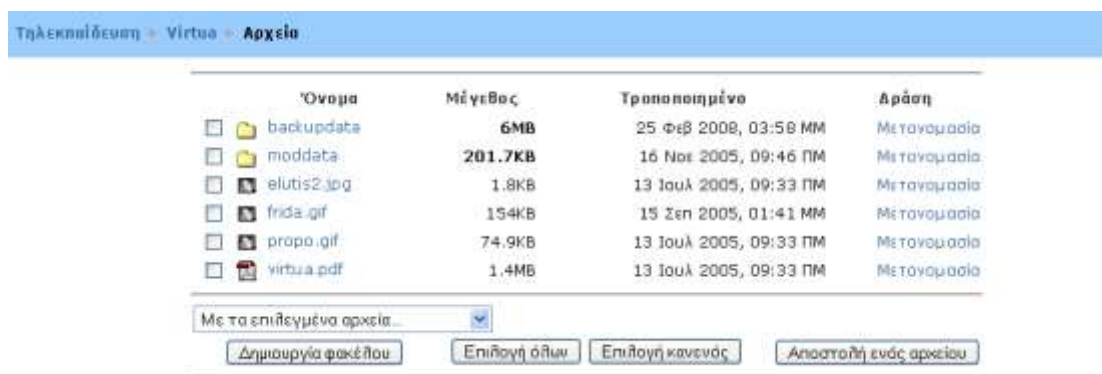 Τηλεκπαίδευση ► Virtua ► Αρχεία
Όνομα Μέγεθος Τροποποιημένο Δράση
backupdata 6MB 25 Φεβ 2008, 03:58 ΜΜ Μετονομασία
moddata 201.7KB 16 Νοε 2005, 09:46 ΠΜ Μετονομασία
elutis2.jpg 1.8KB 13 Ιουλ 2005, 09:33 ΠΜ Μετονομασία
frida.gif 154KB 15 Σεπ 2005, 01:41 ΜΜ Μετονομασία
propo.gif 74.9KB 13 Ιουλ 2005, 09:33 ΠΜ Μετονομασία
virtua.pdf 1.4MB 13 Ιουλ 2005, 09:33 ΠΜ Μετονομασία
Με τα επιλεγμένα αρχεία...
Δημιουργία φακέλου Επιλογή όλων Επιλογή κανενός Αποστολή ενός αρχείου